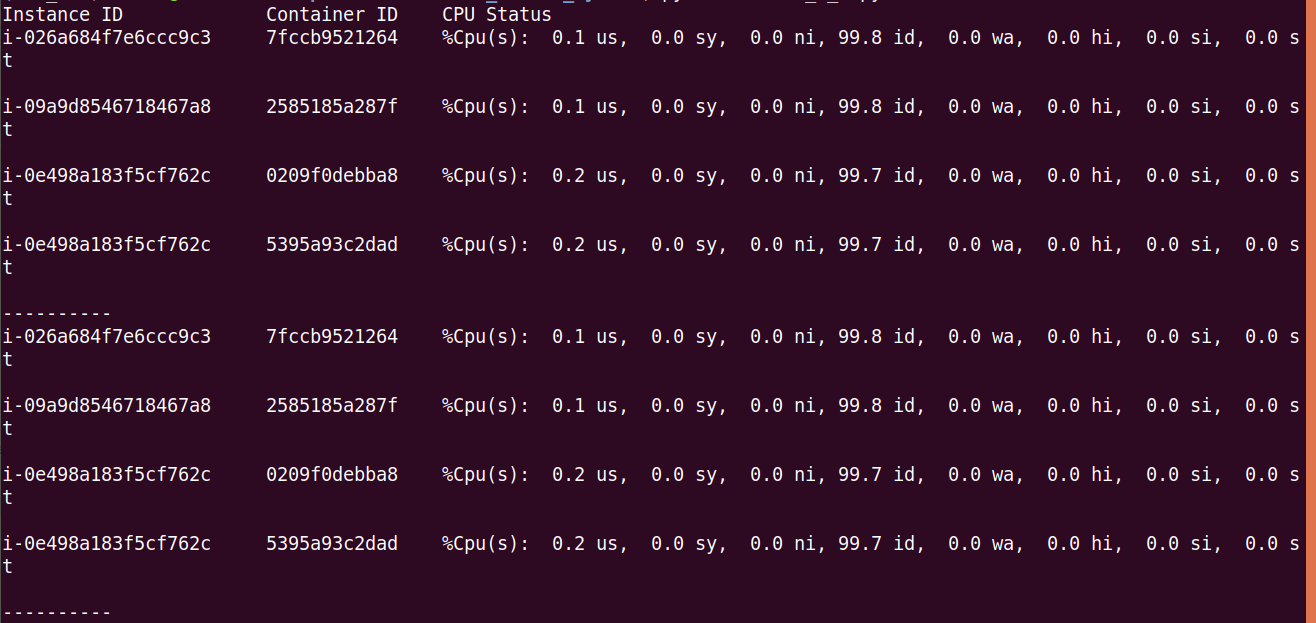 Instance ID             Container ID    CPU Status
i-026a684f7e6ccc9c3     7fccb9521264    %Cpu(s):  0.1 us,  0.0 sy,  0.0 ni, 99.8 id,  0.0 wa,  0.0 hi,  0.0 si,  0.0 s
t
i-09a9d8546718467a8     2585185a287f    %Cpu(s):  0.1 us,  0.0 sy,  0.0 ni, 99.8 id,  0.0 wa,  0.0 hi,  0.0 si,  0.0 s
t
i-0e498a183f5cf762c     0209f0debba8    %Cpu(s):  0.2 us,  0.0 sy,  0.0 ni, 99.7 id,  0.0 wa,  0.0 hi,  0.0 si,  0.0 s
t
i-0e498a183f5cf762c     5395a93c2dad    %Cpu(s):  0.2 us,  0.0 sy,  0.0 ni, 99.7 id,  0.0 wa,  0.0 hi,  0.0 si,  0.0 s
t
----------
i-026a684f7e6ccc9c3     7fccb9521264    %Cpu(s):  0.1 us,  0.0 sy,  0.0 ni, 99.8 id,  0.0 wa,  0.0 hi,  0.0 si,  0.0 s
t
i-09a9d8546718467a8     2585185a287f    %Cpu(s):  0.1 us,  0.0 sy,  0.0 ni, 99.8 id,  0.0 wa,  0.0 hi,  0.0 si,  0.0 s
t
i-0e498a183f5cf762c     0209f0debba8    %Cpu(s):  0.2 us,  0.0 sy,  0.0 ni, 99.7 id,  0.0 wa,  0.0 hi,  0.0 si,  0.0 s
t
i-0e498a183f5cf762c     5395a93c2dad    %Cpu(s):  0.2 us,  0.0 sy,  0.0 ni, 99.7 id,  0.0 wa,  0.0 hi,  0.0 si,  0.0 s
t
----------